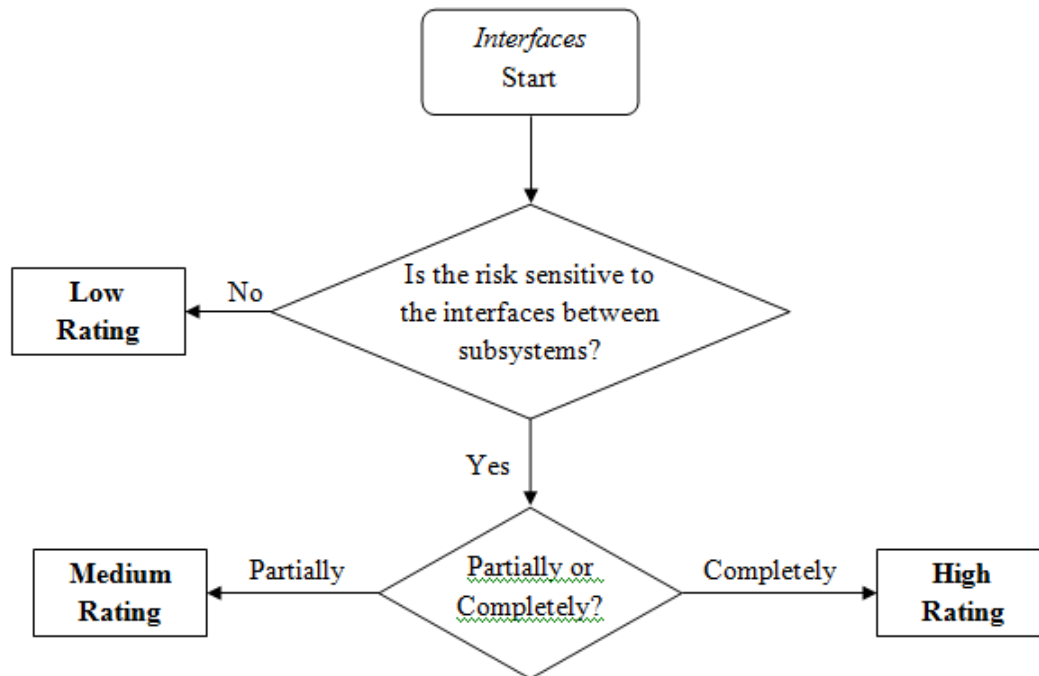 Interfaces
Start
Is the risk sensitive to
the interfaces between
subsystems?
No
Low
Rating
Yes
Partially or
Completely?
Partially
Medium
Rating
Completely
High
Rating